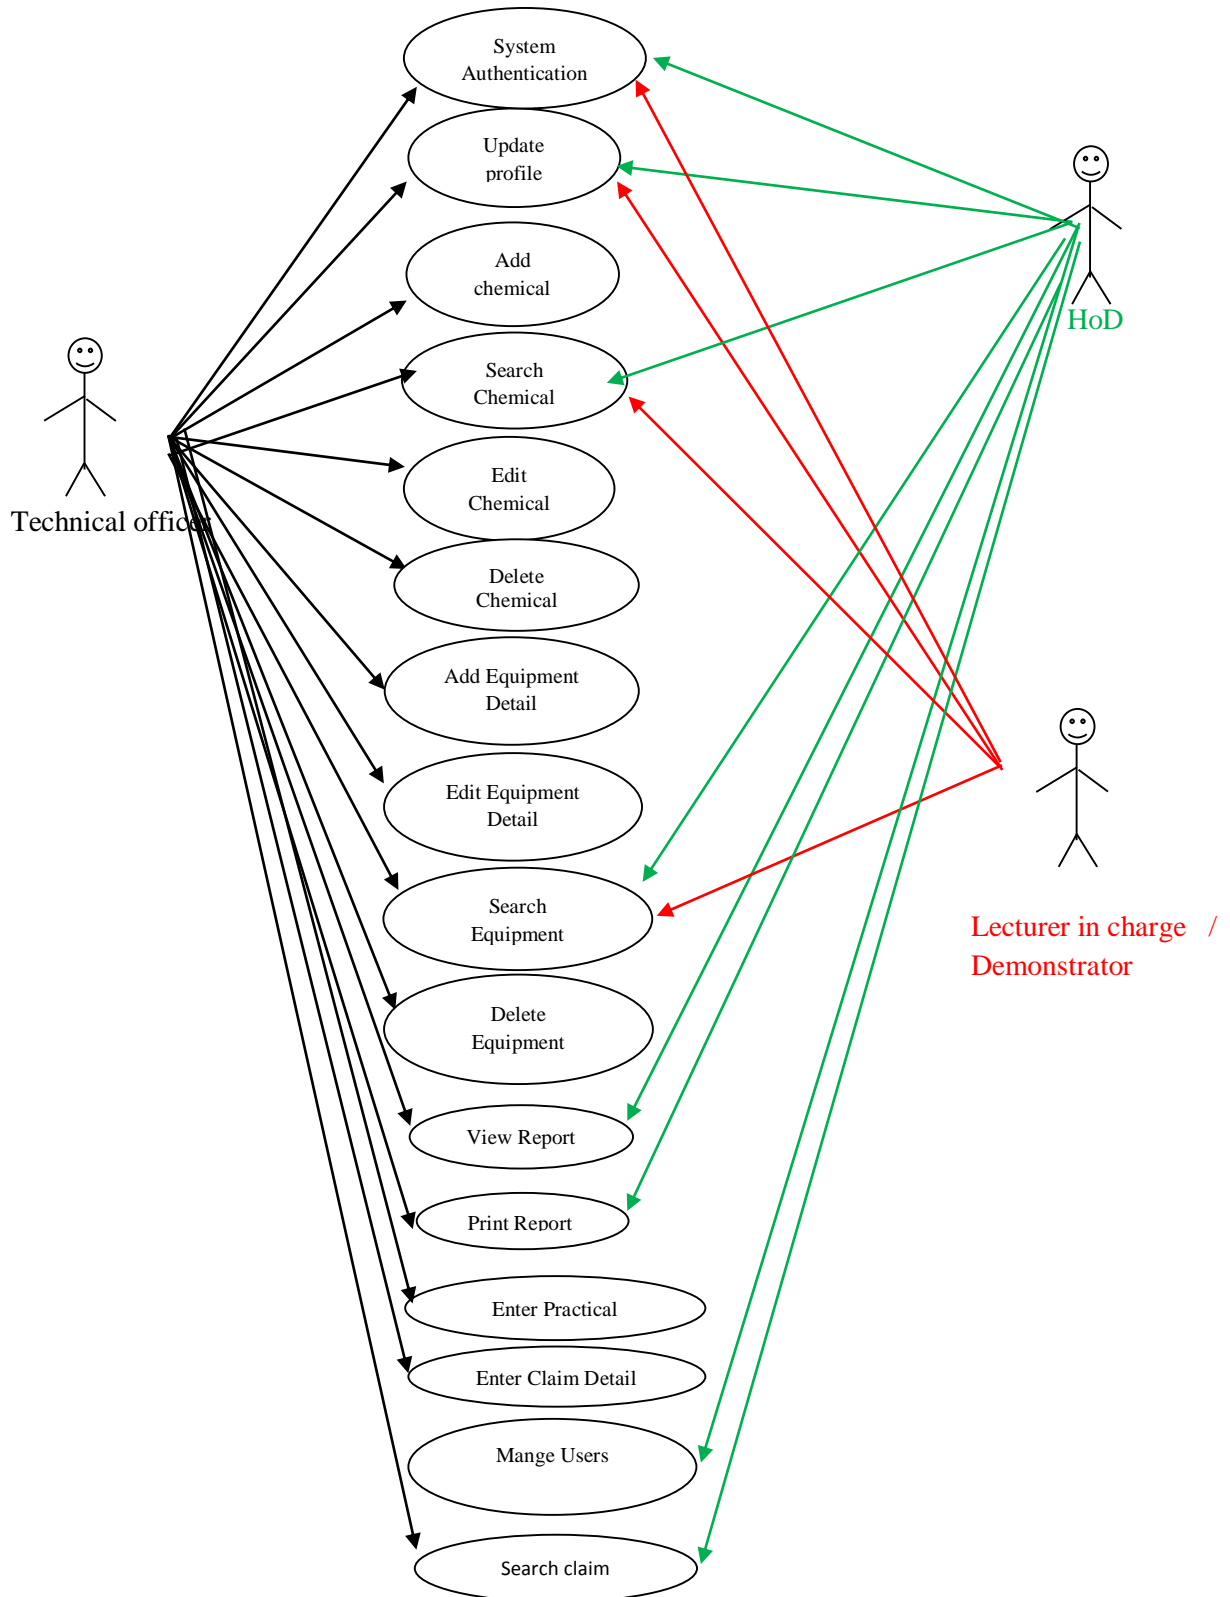 System
Authentication
Update
profile
Add
chemical
Search
Chemical
Edit
Chemical
Delete
Chemical
Add Equipment
Detail
Edit Equipment
Detail
Search
Equipment
Delete
Equipment
View Report
Print Report
Enter Practical
Enter Claim Detail
Mange Users
Search claim
Technical officer
HoD
Lecturer in charge /
Demonstrator